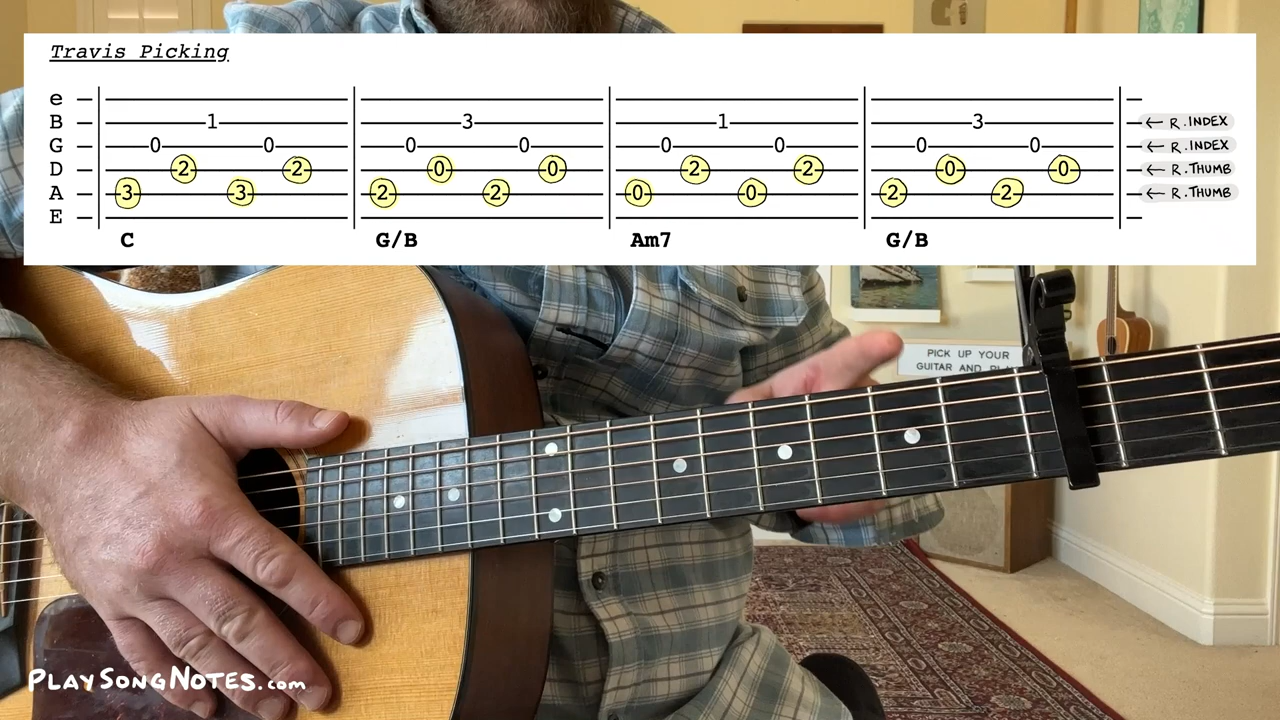 Travis Picking
e
B 1 3 1 3 ← R.INDEX
G 0 0 0 0 0 0 0 0 ← R.INDEX
D 2 2 0 0 2 2 0 0 ← R.THUMB
A 3 3 2 2 0 0 2 2 ← R.THUMB
E
C G/B Am7 G/B
PICK UP YOUR
GUITAR AND
PLAYSONGNOTES.com